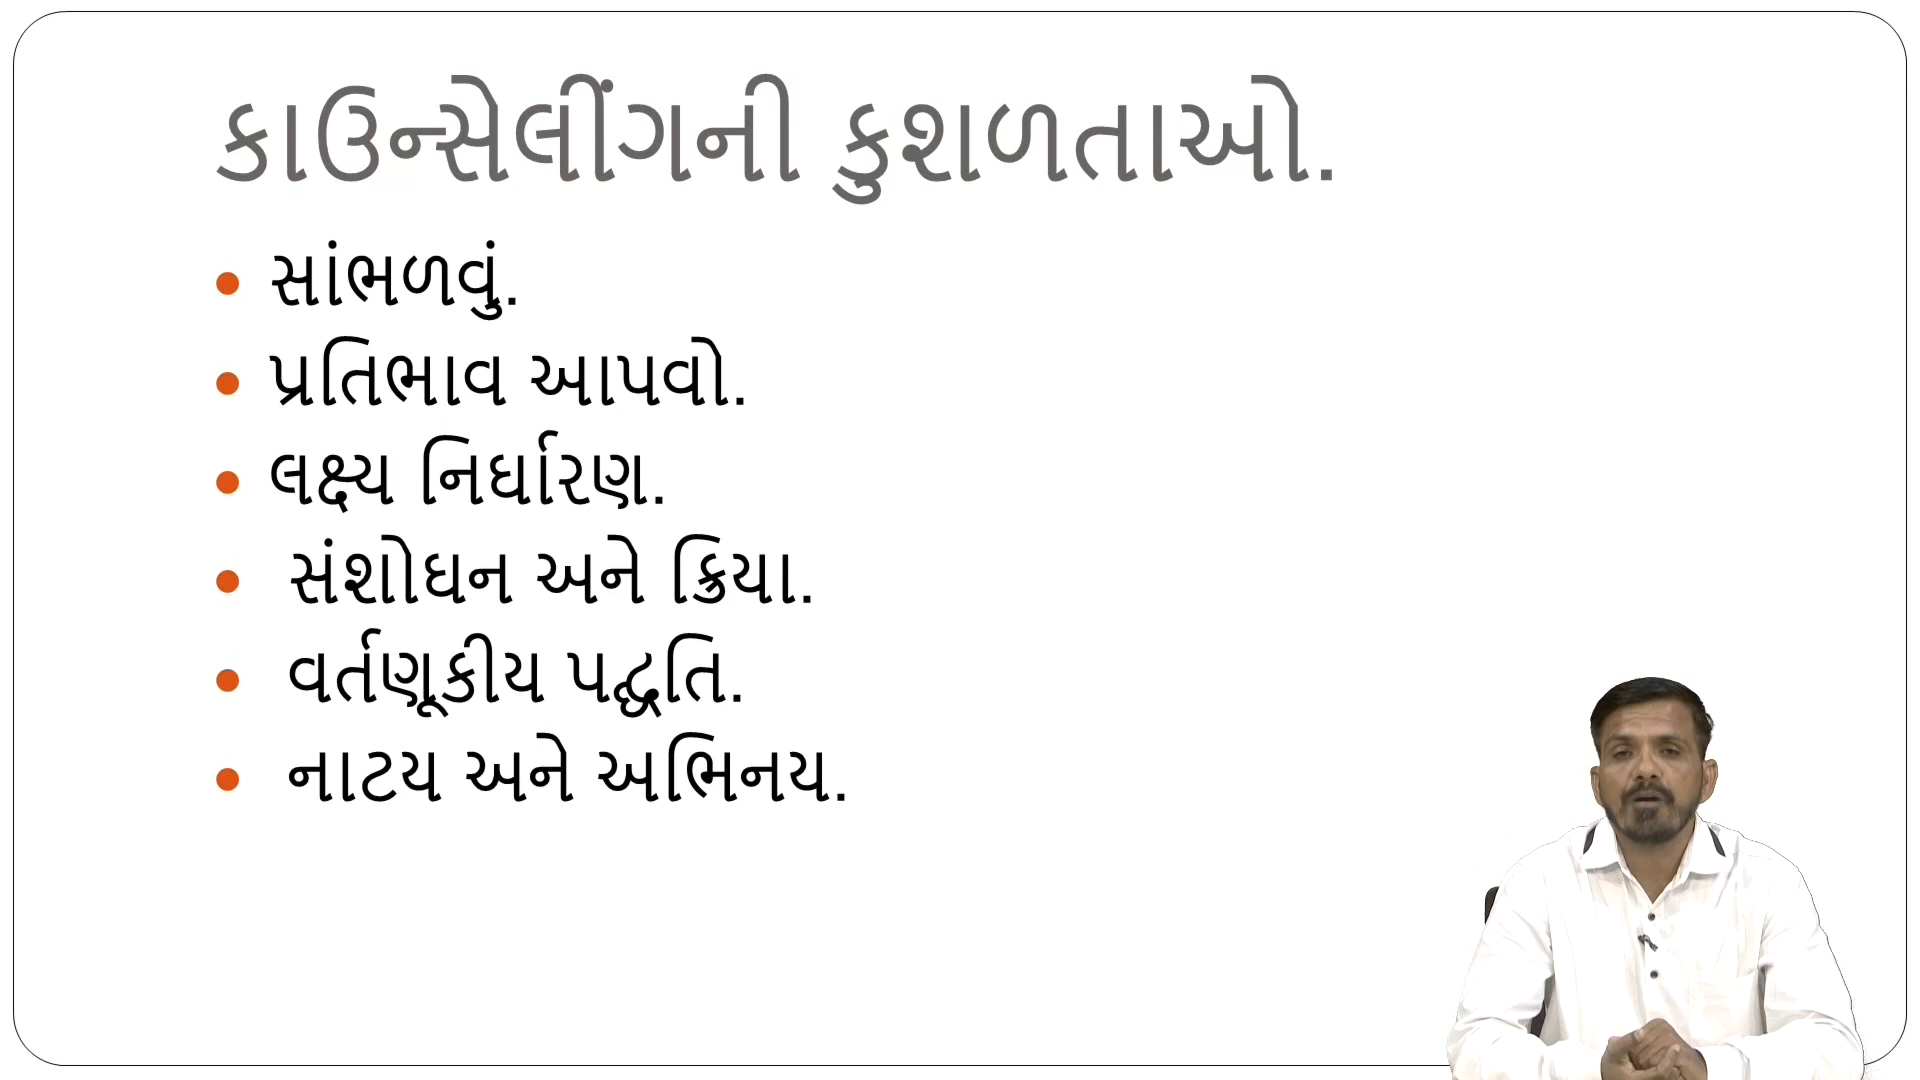 કાઉન્સેલીંગની કુશળતાઓ.
• સાંભળવું.
• પ્રતિભાવ આપવો.
• લક્ષ્ય નિર્ધારણ.
• સંશોધન અને ક્રિયા.
• વર્તણૂકીય પદ્ધતિ.
• નાટય અને અભિનય.